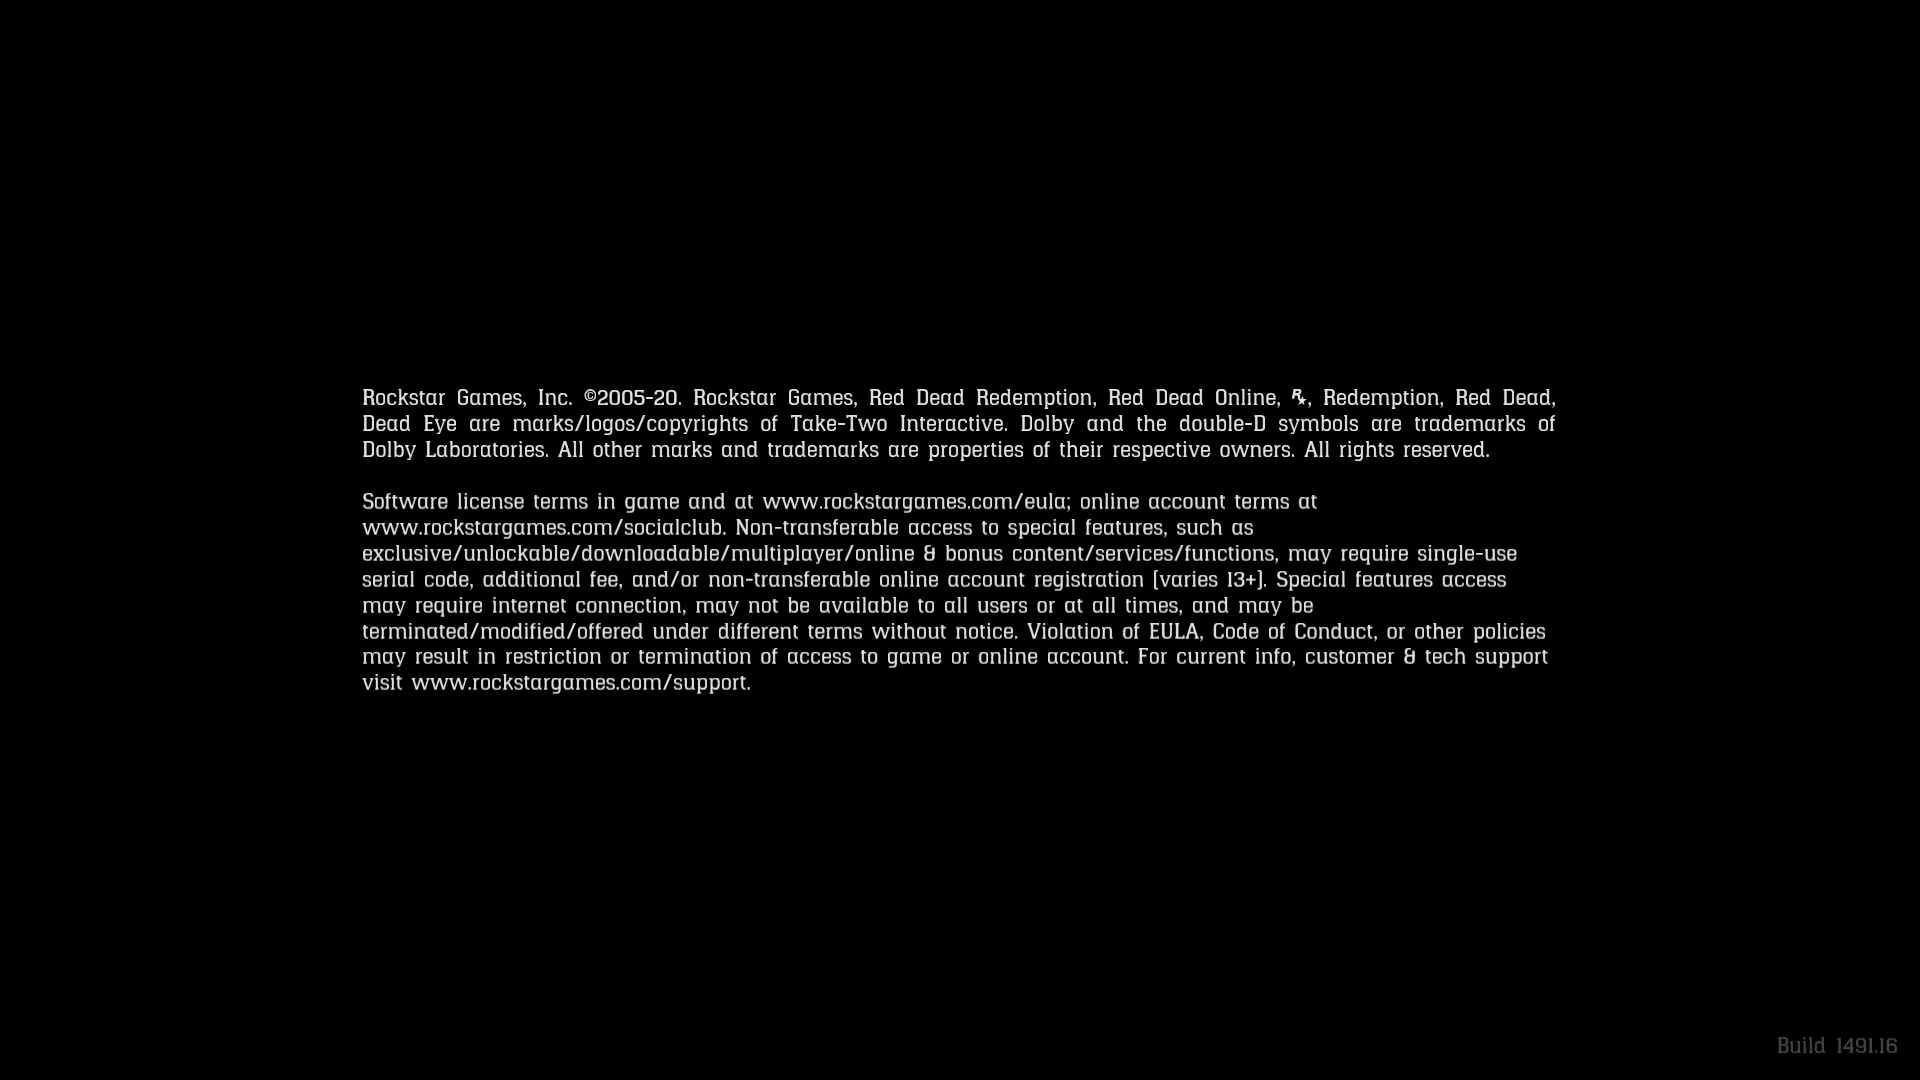 Rockstar Games, Inc. ©2005-20. Rockstar Games, Red Dead Redemption, Red Dead Online, R★, Redemption, Red Dead,
Dead Eye are marks/logos/copyrights of Take-Two Interactive. Dolby and the double-D symbols are trademarks of
Dolby Laboratories. All other marks and trademarks are properties of their respective owners. All rights reserved.
Software license terms in game and at www.rockstargames.com/eula; online account terms at
www.rockstargames.com/socialclub. Non-transferable access to special features, such as
exclusive/unlockable/downloadable/multiplayer/online & bonus content/services/functions, may require single-use
serial code, additional fee, and/or non-transferable online account registration (varies 13+). Special features access
may require internet connection, may not be available to all users or at all times, and may be
terminated/modified/offered under different terms without notice. Violation of EULA, Code of Conduct, or other policies
may result in restriction or termination of access to game or online account. For current info, customer & tech support
visit www.rockstargames.com/support.
Build 1491.16